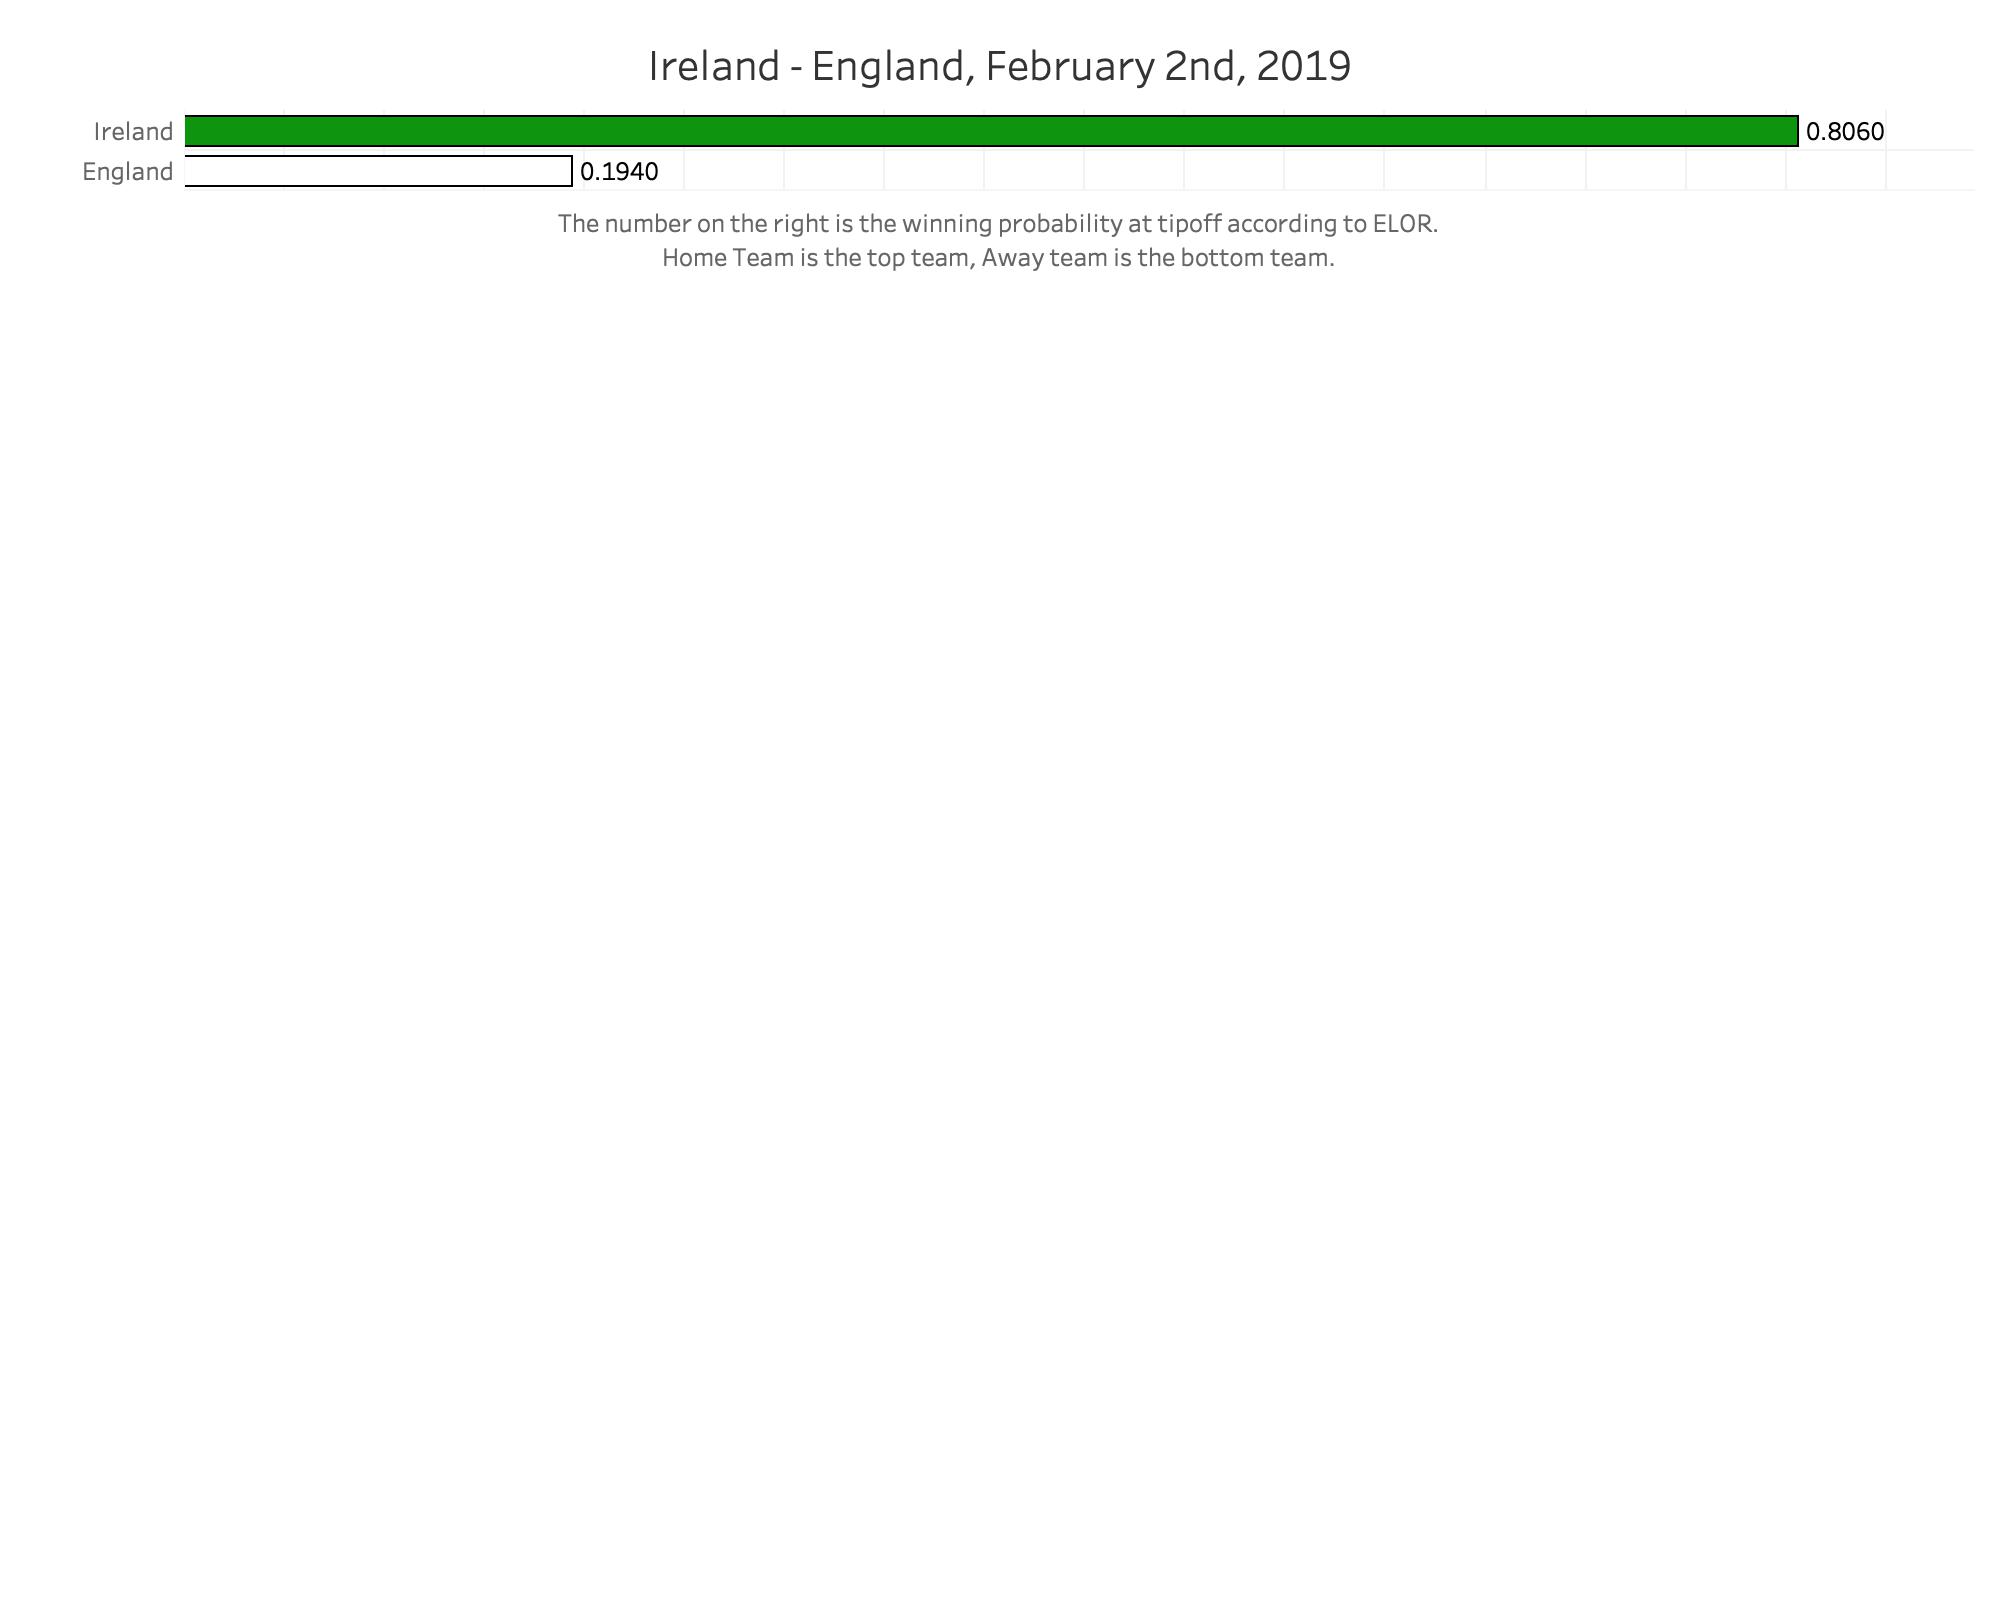 Ireland - England, February 2nd, 2019
Ireland 0.8060
England 0.1940
The number on the right is the winning probability at tipoff according to ELOR.
Home Team is the top team, Away team is the bottom team.